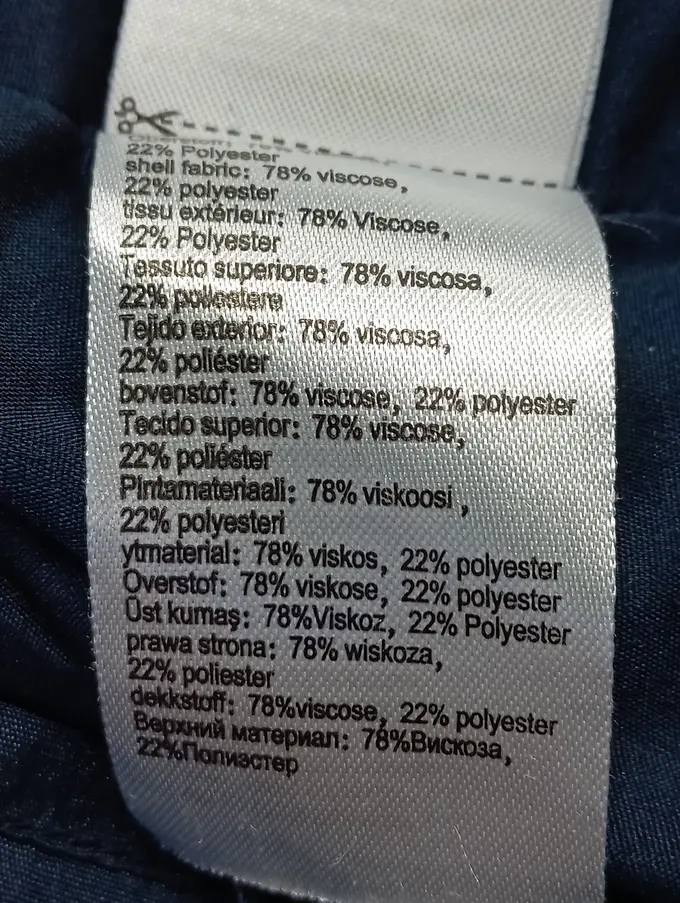 22% Polyester
shell fabric: 78% viscose,
22% polyester
tissu extérieur: 78% Viscose,
22% Polyester
Tessuto superiore: 78% viscosa,
22% poliestere
Tejido exterior: 78% viscosa,
22% poliéster
bovenstof: 78% viscose, 22% polyester
Tecido superior: 78% viscose,
22% poliéster
Pintamateriaali: 78% viskoosi ,
22% polyesteri
ytmaterial: 78% viskos, 22% polyester
Overstof: 78% viskose, 22% polyester
Üst kumaş: 78%Viskoz, 22% Polyester
prawa strona: 78% wiskoza,
22% poliester
dekkstoff: 78%viscose, 22% polyester
Верхний материал: 78%Вискоза,
22%Полиэстер